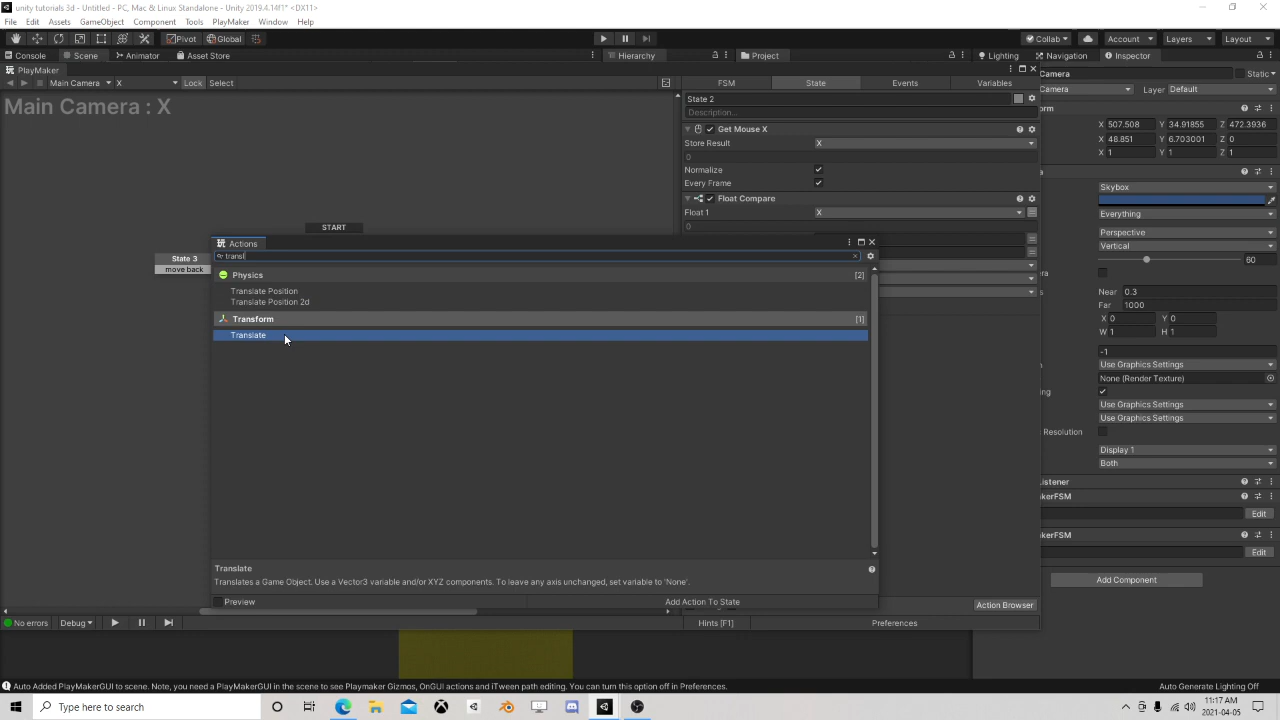 unity tutorials 3d - Untitled - PC, Mac & Linux Standalone - Unity 2019.4.14f1* <DX11>
File Edit Assets GameObject Component Tools PlayMaker Window Help
Pivot Global Collab Account Layers Layout
Console Scene Animator Asset Store Hierarchy Project Lighting Navigation Inspector
PlayMaker
Main Camera X Lock Select FSM State Events Variables
Camera Static
Camera Layer Default
Main Camera : X
State 2
Description...
Get Mouse X
Store Result X
0
Normalize
Every Frame
Float Compare
Float 1 X
0
X 507.508 Y 34.91855 Z 472.3936
X 48.851 Y 6.703001 Z 0
X 1 Y 1 Z 1
Skybox
Everything
Perspective
Vertical
60
Near 0.3
Far 1000
X 0 Y 0
W 1 H 1
-1
Use Graphics Settings
None (Render Texture)
Use Graphics Settings
Use Graphics Settings
Resolution
Display 1
Both
Listener
akerFSM
Edit
akerFSM
Edit
Add Component
START
State 3
move back
Actions
transl
Physics [2]
Translate Position
Translate Position 2d
Transform [1]
Translate
Translate
Translates a Game Object. Use a Vector3 variable and/or XYZ components. To leave any axis unchanged, set variable to 'None'.
Preview Add Action To State
Action Browser
No errors Debug Hints [F1] Preferences
Auto Added PlayMakerGUI to scene. Note, you need a PlayMakerGUI in the scene to see Playmaker Gizmos, OnGUI actions and iTween path editing. You can turn this option off in Preferences. Auto Generate Lighting Off
Type here to search
11:17 AM
2021-04-05